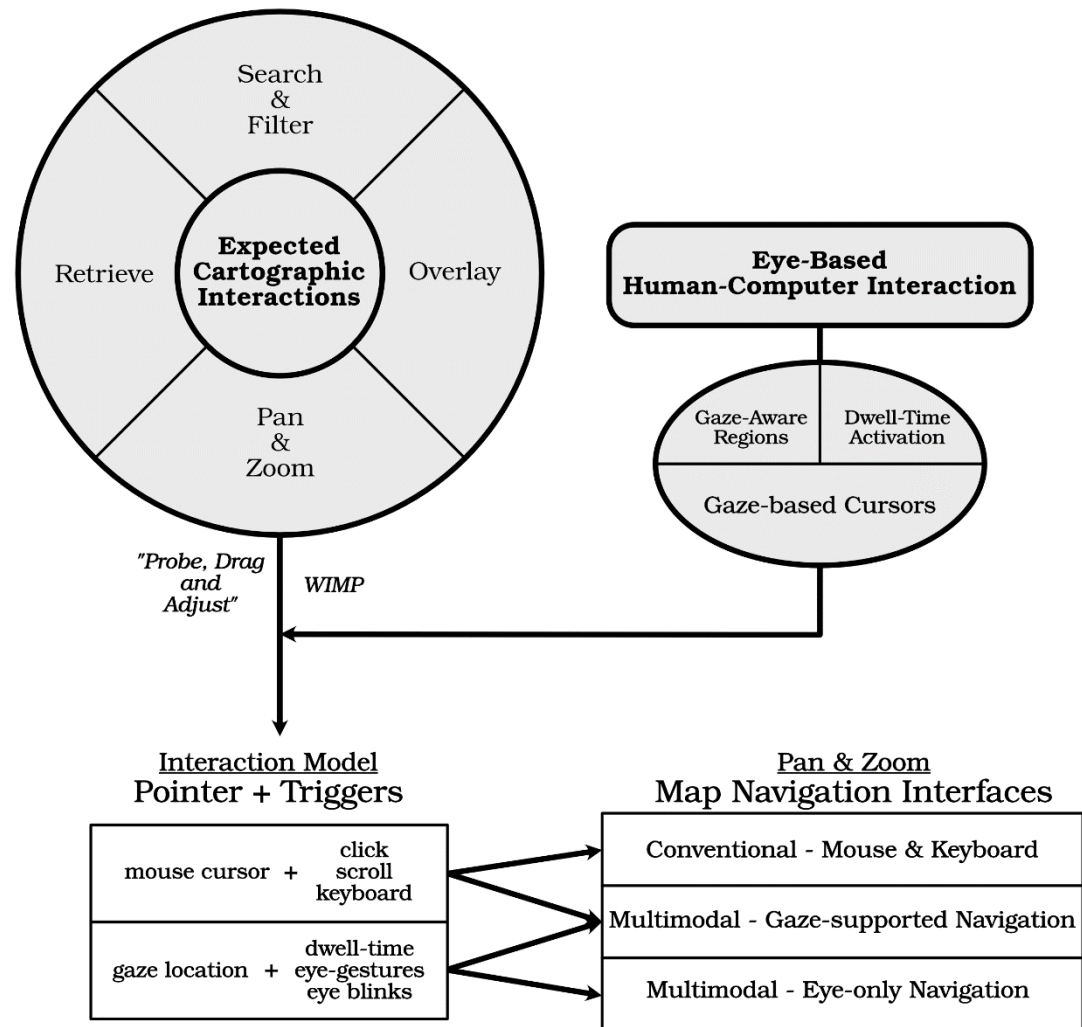 Search
&
Filter
Retrieve
Expected
Cartographic
Interactions
Overlay
Pan
&
Zoom
Eye-Based
Human-Computer Interaction
Gaze-Aware
Regions
Dwell-Time
Activation
Gaze-based Cursors
"Probe, Drag
and
Adjust"
WIMP
Interaction Model
Pointer + Triggers
mouse cursor +
click
scroll
keyboard
gaze location +
dwell-time
eye-gestures
eye blinks
Pan & Zoom
Map Navigation Interfaces
Conventional - Mouse & Keyboard
Multimodal - Gaze-supported Navigation
Multimodal - Eye-only Navigation